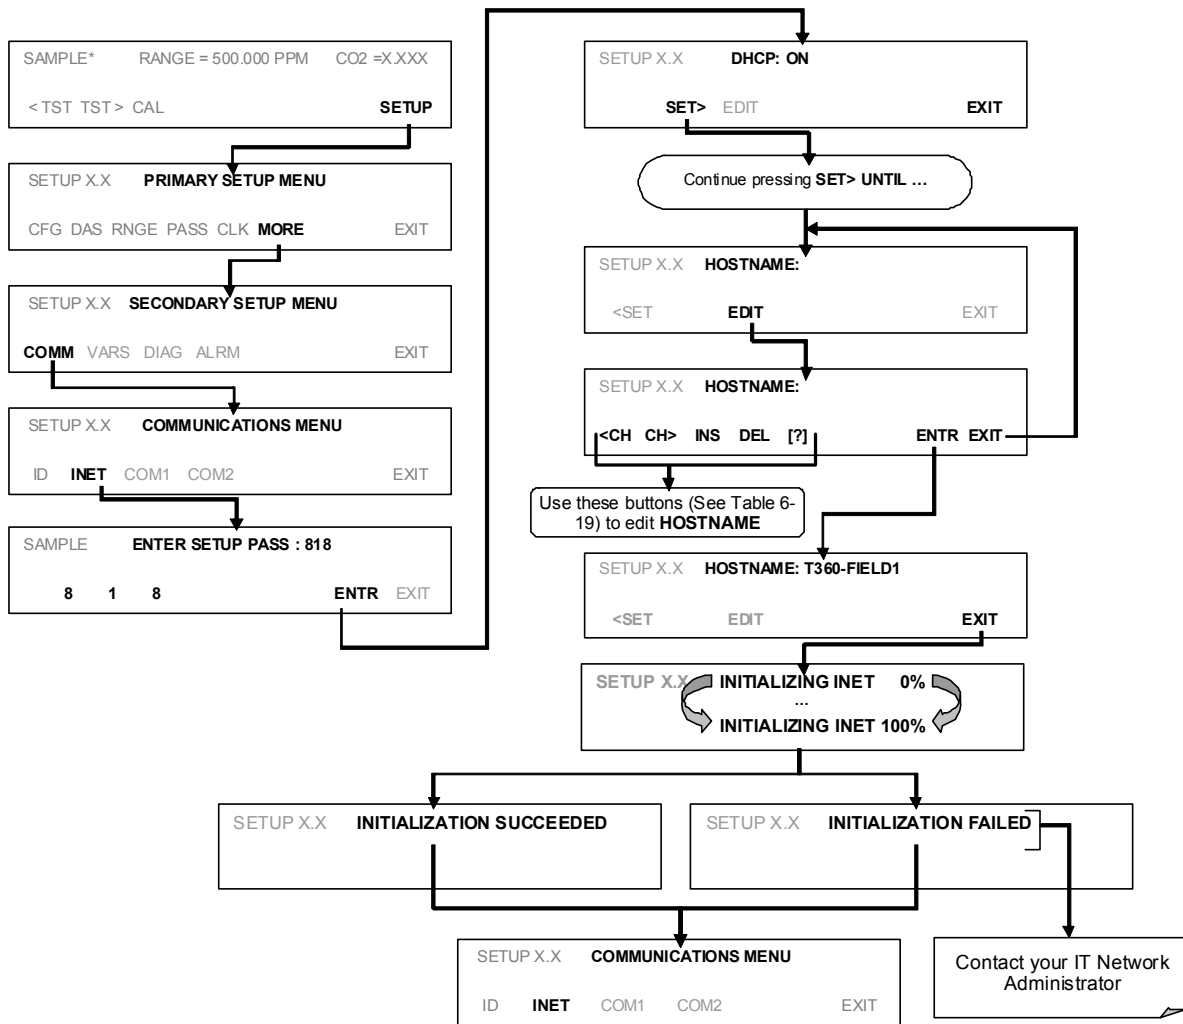 SAMPLE* RANGE = 500.000 PPM CO2 =X.XXX
< TST TST > CAL SETUP
SETUP X.X PRIMARY SETUP MENU
CFG DAS RNGE PASS CLK MORE EXIT
SETUP X.X SECONDARY SETUP MENU
COMM VARS DIAG ALRM EXIT
SETUP X.X COMMUNICATIONS MENU
ID INET COM1 COM2 EXIT
SAMPLE ENTER SETUP PASS : 818
8 1 8 ENTR EXIT
SETUP X.X DHCP: ON
SET> EDIT EXIT
Continue pressing SET> UNTIL …
SETUP X.X HOSTNAME:
<SET EDIT EXIT
SETUP X.X HOSTNAME:
<CH CH> INS DEL [?] ENTR EXIT
Use these buttons (See Table 6-
19) to edit HOSTNAME
SETUP X.X HOSTNAME: T360-FIELD1
<SET EDIT EXIT
SETUP X.X INITIALIZING INET 0%
…
INITIALIZING INET 100%
SETUP X.X INITIALIZATION SUCCEEDED
SETUP X.X INITIALIZATION FAILED
SETUP X.X COMMUNICATIONS MENU
ID INET COM1 COM2 EXIT
Contact your IT Network
Administrator